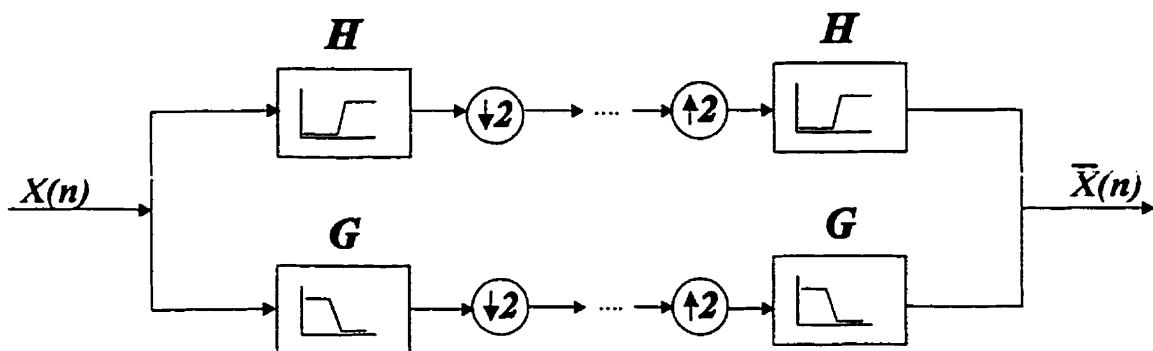 H H
↓2 .... ↑2
X(n) X̅(n)
G G
↓2 .... ↑2